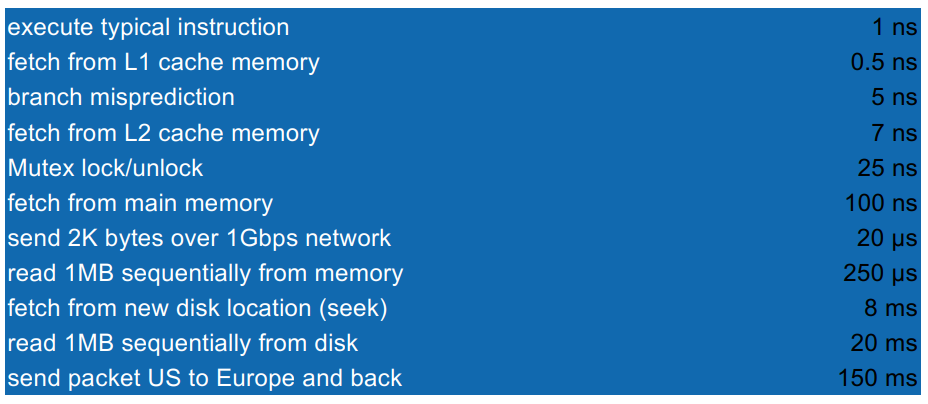 execute typical instruction 1 ns
fetch from L1 cache memory 0.5 ns
branch misprediction 5 ns
fetch from L2 cache memory 7 ns
Mutex lock/unlock 25 ns
fetch from main memory 100 ns
send 2K bytes over 1Gbps network 20 μs
read 1MB sequentially from memory 250 μs
fetch from new disk location (seek) 8 ms
read 1MB sequentially from disk 20 ms
send packet US to Europe and back 150 ms